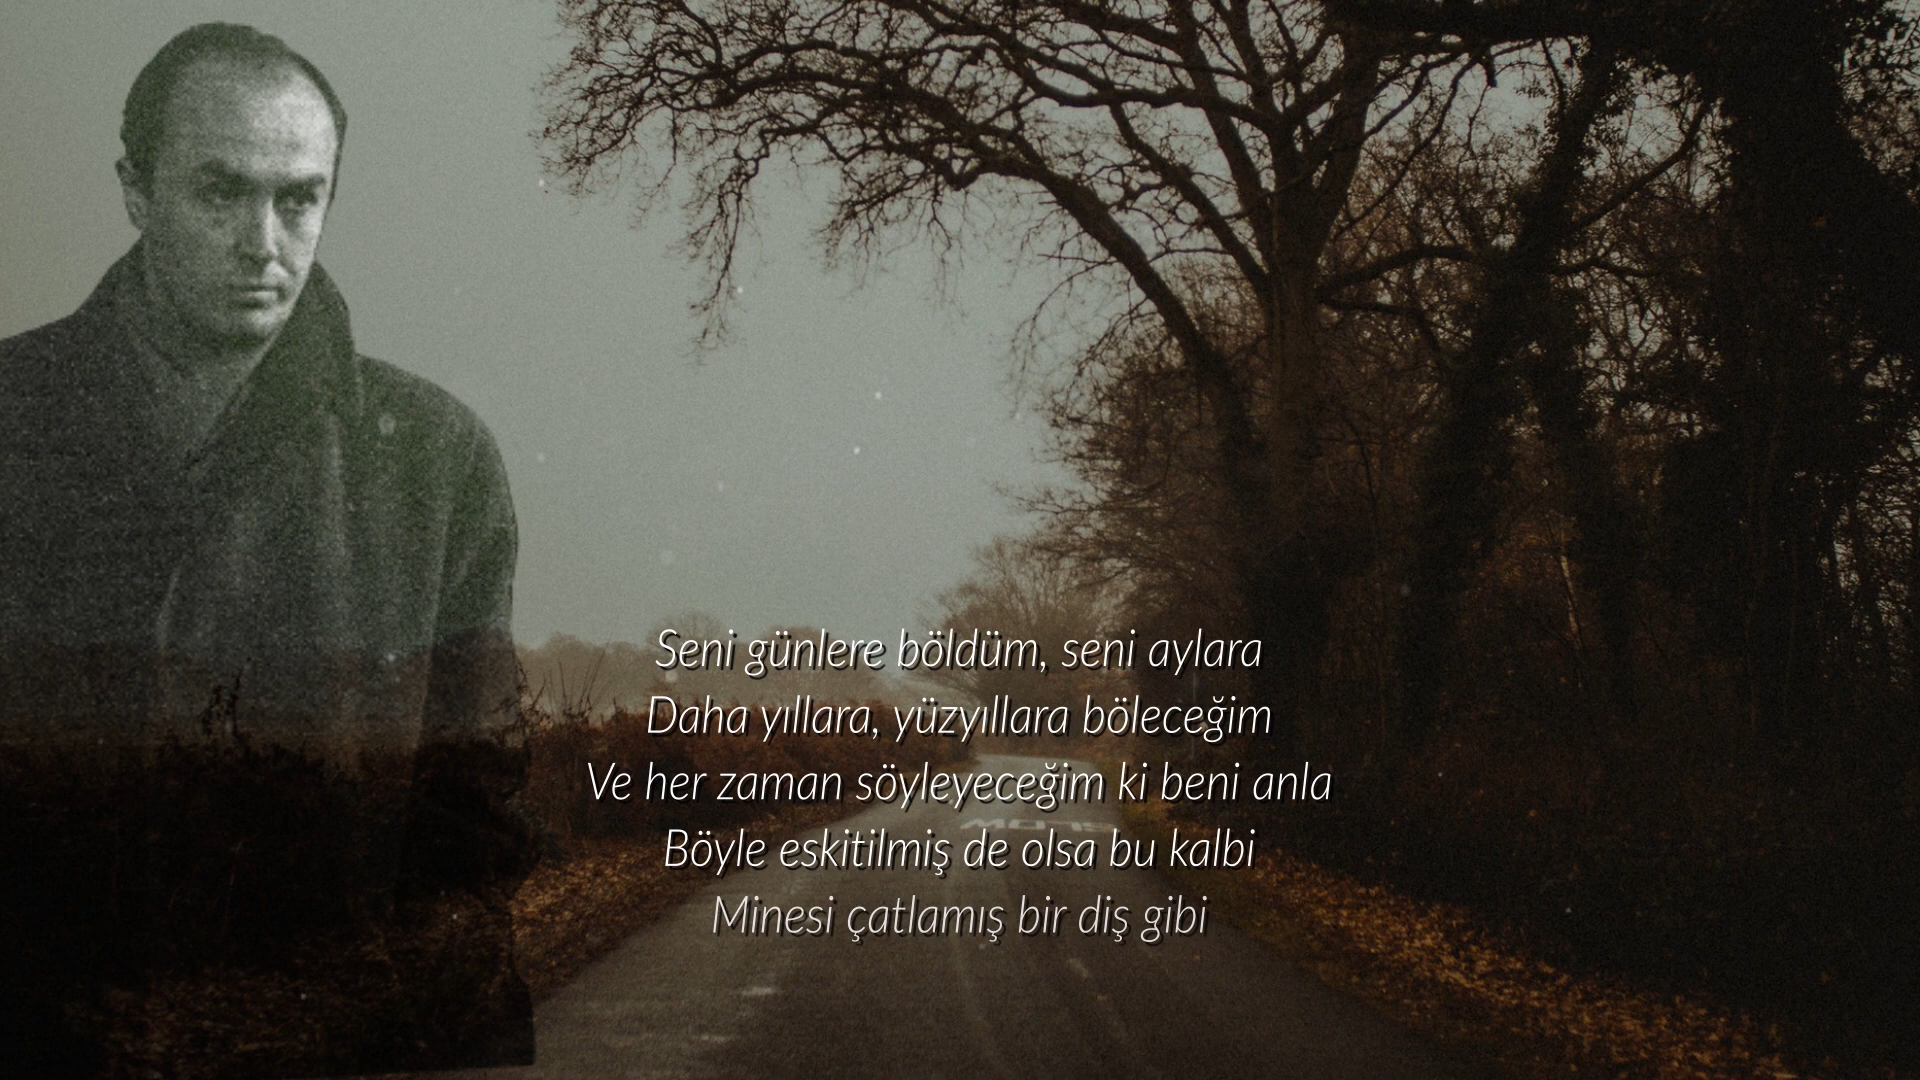 Seni günlere böldüm, seni aylara
Daha yıllara, yüzyıllara böleceğim
Ve her zaman söyleyeceğim ki beni anla
Böyle eskitilmiş de olsa bu kalbi
Minesi çatlamış bir diş gibi
SLOW